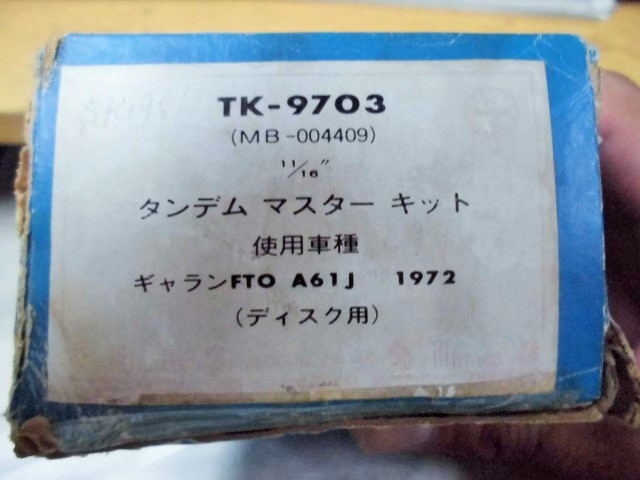 TK-9703
(MB-004409)
11/16"
タンデム マスター キット
使用車種
ギャランFTO A61J 1972
(ディスク用)